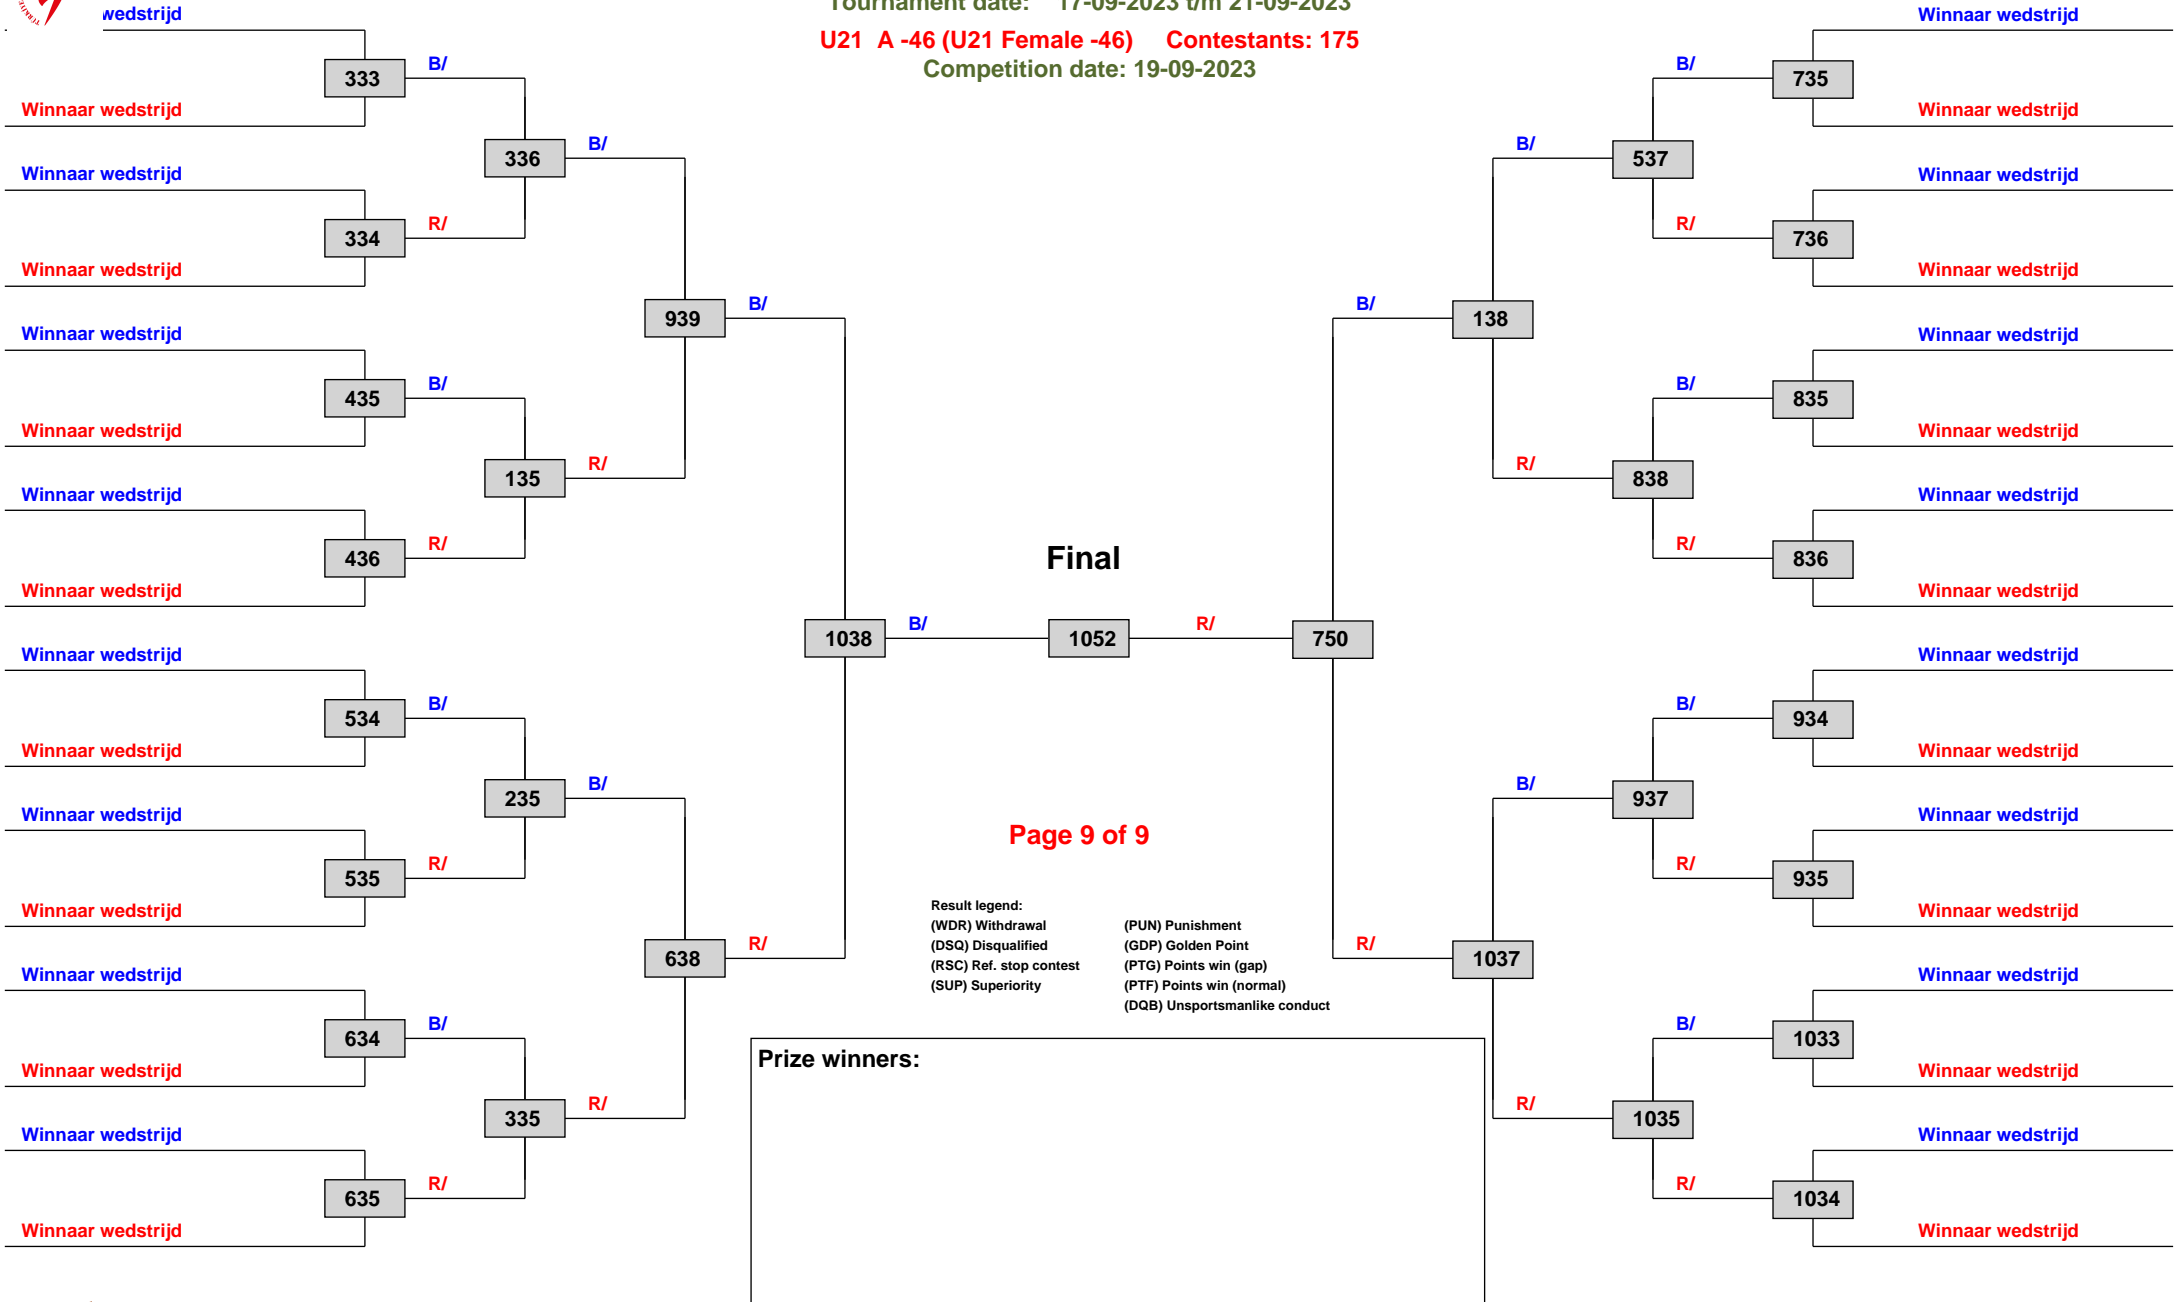 Tournament date: 17-09-2023 t/m 21-09-2023
U21 A -46 (U21 Female -46) Contestants: 175
Competition date: 19-09-2023
wedstrijd
333
B/
Winnaar wedstrijd
336
B/
Winnaar wedstrijd
334
R/
Winnaar wedstrijd
939
B/
Winnaar wedstrijd
435
B/
Winnaar wedstrijd
135
R/
Winnaar wedstrijd
436
R/
Winnaar wedstrijd
1038
B/
Winnaar wedstrijd
534
B/
Winnaar wedstrijd
235
B/
Winnaar wedstrijd
535
R/
Winnaar wedstrijd
638
R/
Winnaar wedstrijd
634
B/
Winnaar wedstrijd
335
R/
Winnaar wedstrijd
635
R/
Winnaar wedstrijd
Final
1052
R/
750
Page 9 of 9
Result legend:
(WDR) Withdrawal
(DSQ) Disqualified
(RSC) Ref. stop contest
(SUP) Superiority
(PUN) Punishment
(GDP) Golden Point
(PTG) Points win (gap)
(PTF) Points win (normal)
(DQB) Unsportsmanlike conduct
Prize winners:
Winnaar wedstrijd
B/
735
Winnaar wedstrijd
B/
537
Winnaar wedstrijd
R/
736
Winnaar wedstrijd
B/
138
Winnaar wedstrijd
B/
835
Winnaar wedstrijd
R/
838
Winnaar wedstrijd
R/
836
Winnaar wedstrijd
Winnaar wedstrijd
B/
934
Winnaar wedstrijd
B/
937
Winnaar wedstrijd
R/
935
Winnaar wedstrijd
R/
1037
Winnaar wedstrijd
B/
1033
Winnaar wedstrijd
R/
1035
Winnaar wedstrijd
R/
1034
Winnaar wedstrijd